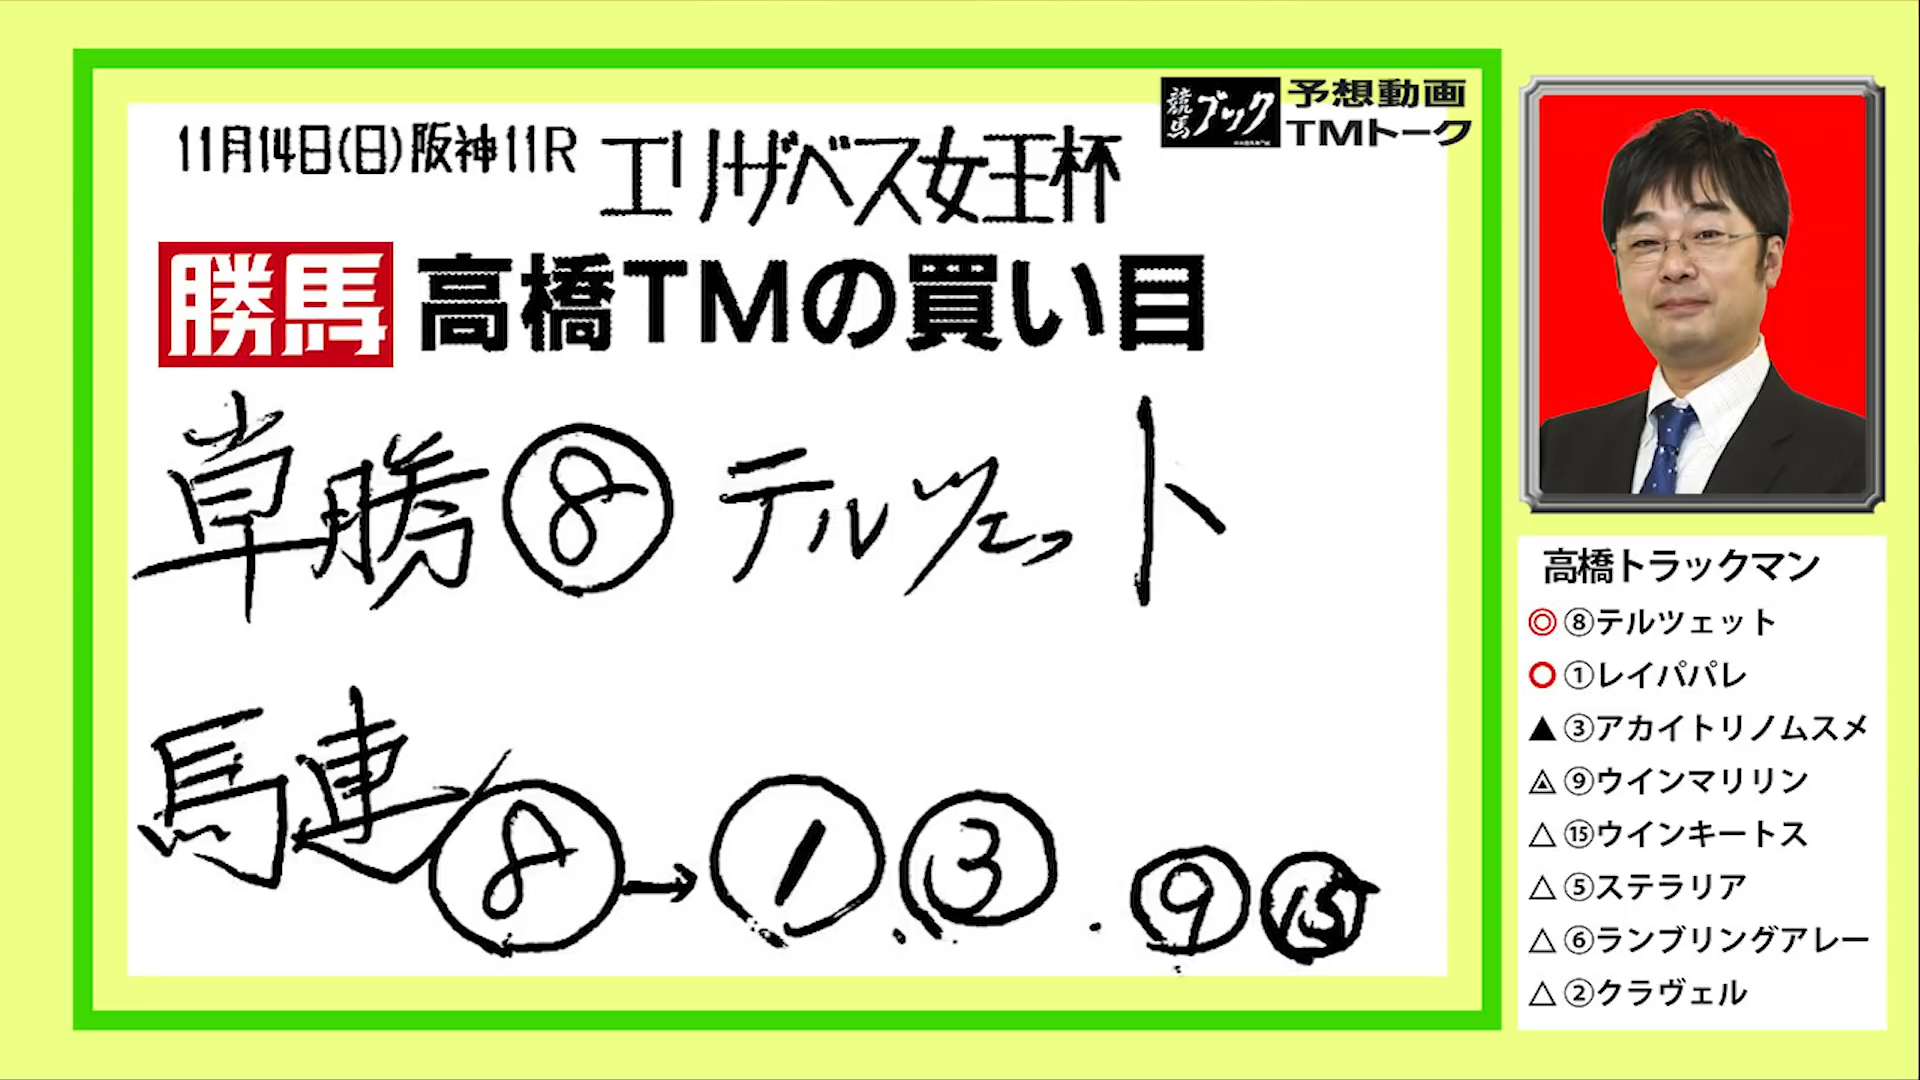 11月14日(日)阪神11R エリザベス女王杯
競馬ブック 予想動画
TMトーク
勝馬 高橋TMの買い目
単勝 ⑧ テルツェット
馬連 ⑧→①.③.⑨⑮
高橋トラックマン
◎⑧テルツェット
○①レイパパレ
▲③アカイトリノムスメ
⑨ウインマリリン
△⑮ウインキートス
△⑤ステラリア
△⑥ランブリングアレー
△②クラヴェル